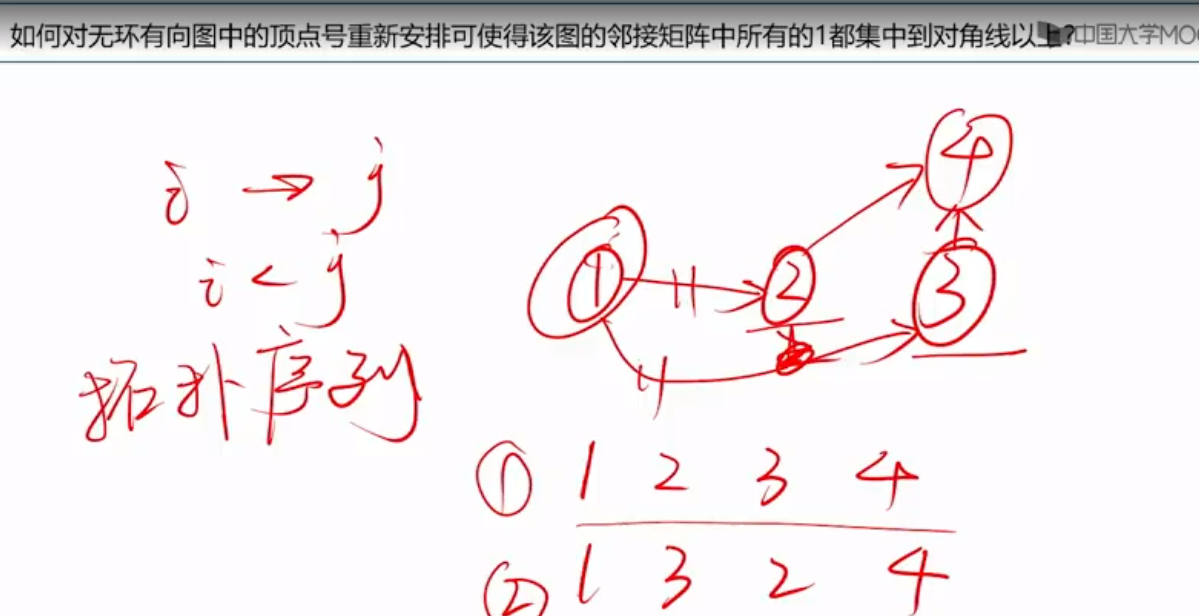 如何对无环有向图中的顶点号重新安排可使得该图的邻接矩阵中所有的1都集中到对角线以上?
中国大学MOO
i → j
i < j
拓扑序列
4
1
2
3
① 1 2 3 4
② 1 3 2 4